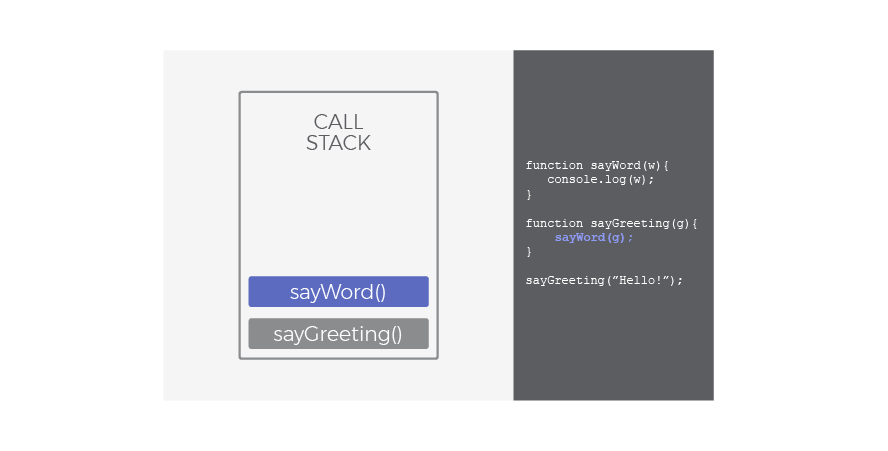 CALL
STACK
sayWord()
sayGreeting()
function sayWord(w){
   console.log(w);
}
function sayGreeting(g){
    sayWord(g);
}
sayGreeting(”Hello!”);